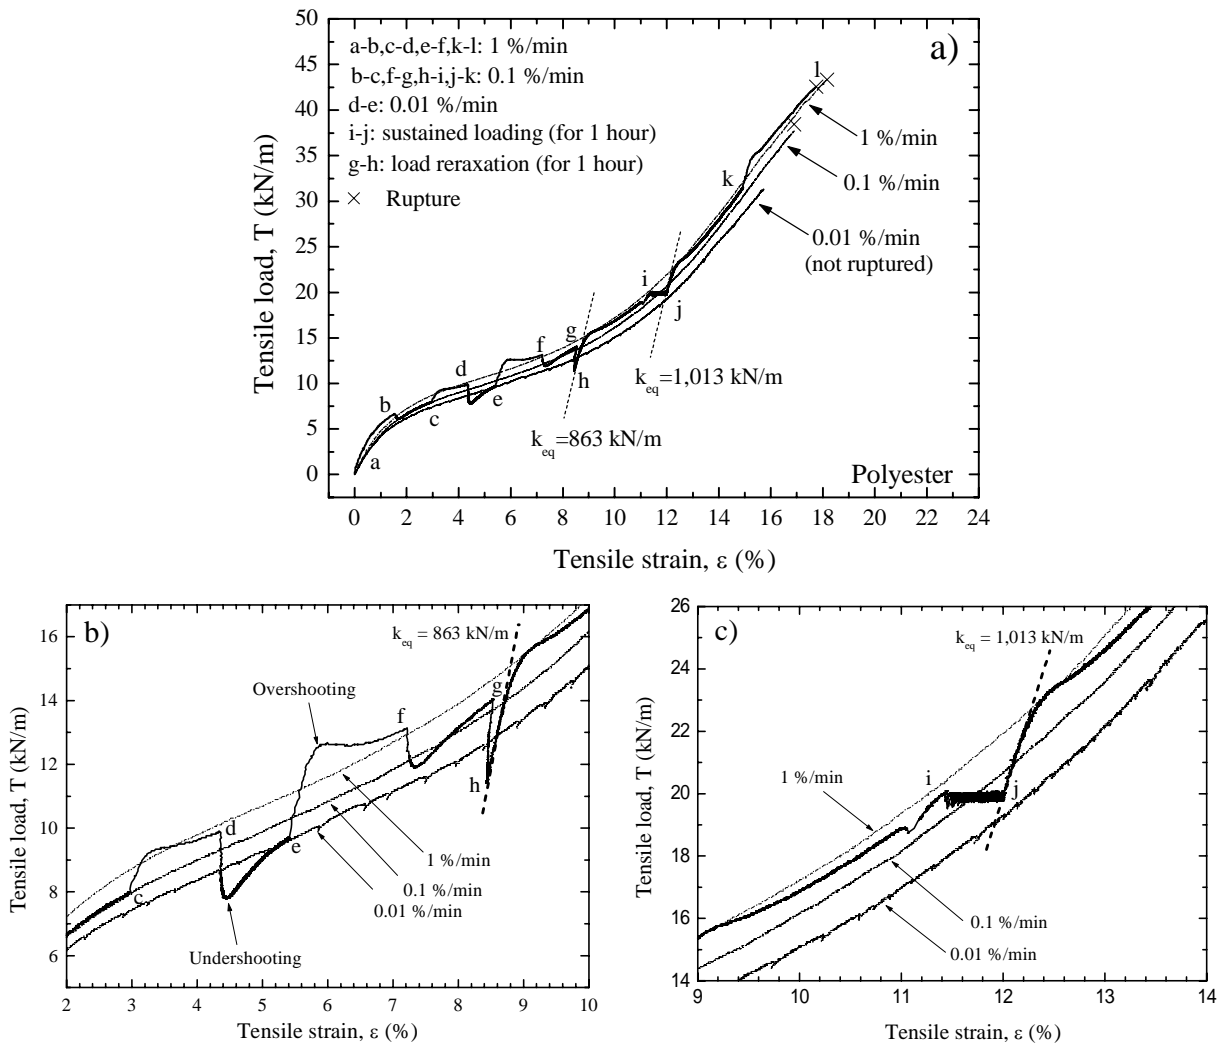 a)
50
45
40
35
30
25
20
15
10
5
0
Tensile load, T (kN/m)
a-b,c-d,e-f,k-l: 1 %/min
b-c,f-g,h-i,j-k: 0.1 %/min
d-e: 0.01 %/min
i-j: sustained loading (for 1 hour)
g-h: load reraxation (for 1 hour)
Rupture
l
1 %/min
k
0.1 %/min
0.01 %/min
(not ruptured)
i
j
g
f
h
k_eq=1,013 kN/m
d
b
e
c
k_eq=863 kN/m
a
Polyester
0 2 4 6 8 10 12 14 16 18 20 22 24
Tensile strain, ε (%)
b)
16
14
12
10
8
6
Tensile load, T (kN/m)
k_eq = 863 kN/m
Overshooting
g
f
h
d
e
1 %/min
c
0.1 %/min
0.01 %/min
Undershooting
2 3 4 5 6 7 8 9 10
Tensile strain, ε (%)
c)
26
24
22
20
18
16
14
Tensile load, T (kN/m)
k_eq = 1,013 kN/m
1 %/min
i
j
0.1 %/min
0.01 %/min
9 10 11 12 13 14
Tensile strain, ε (%)